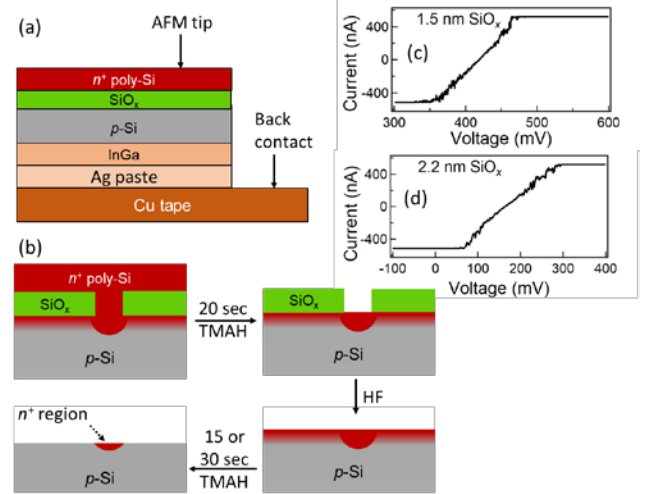 (a)
AFM tip
n⁺ poly-Si
SiOₓ
p-Si
InGa
Ag paste
Cu tape
Back
contact
1.5 nm SiOₓ
(c)
Current (nA)
400
0
-400
300
400
500
600
Voltage (mV)
2.2 nm SiOₓ
(d)
Current (nA)
400
0
-400
-100
0
100
200
300
400
Voltage (mV)
(b)
n⁺ poly-Si
SiOₓ
p-Si
20 sec
TMAH
SiOₓ
p-Si
HF
n⁺ region
p-Si
15 or
30 sec
TMAH
p-Si